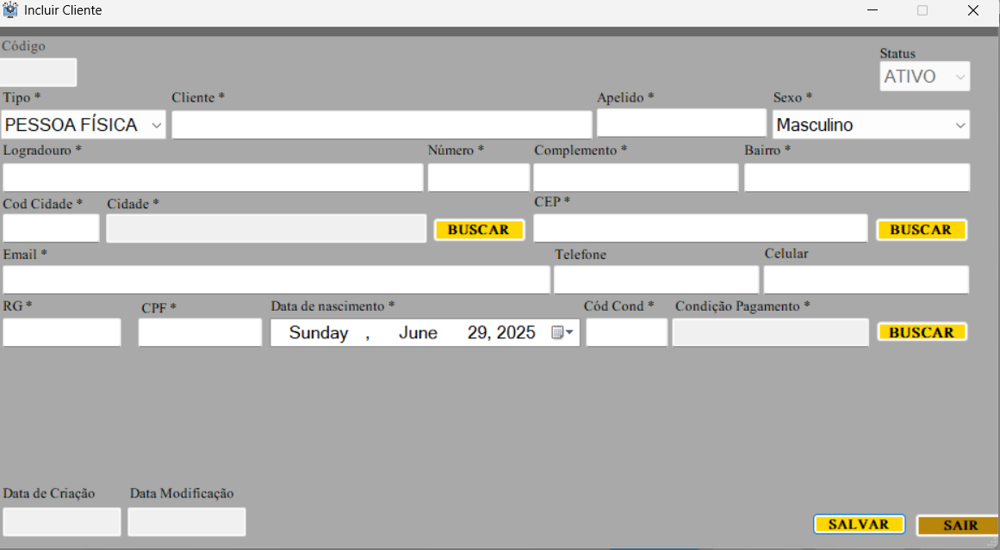 Incluir Cliente
Código
Status
ATIVO
Tipo * Cliente * Apelido * Sexo *
PESSOA FÍSICA Masculino
Logradouro * Número * Complemento * Bairro *
Cod Cidade * Cidade * CEP *
BUSCAR BUSCAR
Email * Telefone Celular
RG * CPF * Data de nascimento * Cód Cond * Condição Pagamento *
Sunday , June 29, 2025 BUSCAR
Data de Criação Data Modificação
SALVAR SAIR